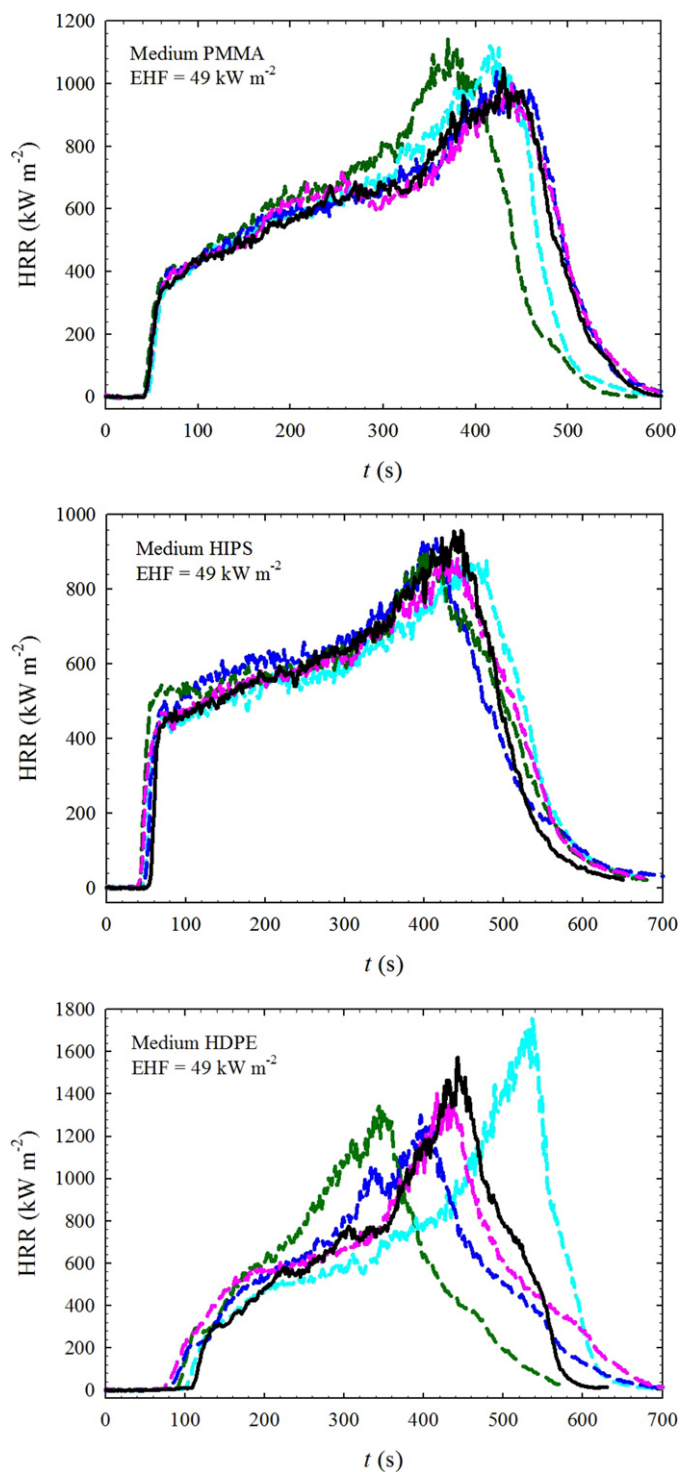 1200
1000
800
600
400
200
0
HRR (kW m⁻²)
Medium PMMA
EHF = 49 kW m⁻²
0 100 200 300 400 500 600
t (s)
1000
800
600
400
200
0
HRR (kW m⁻²)
Medium HIPS
EHF = 49 kW m⁻²
0 100 200 300 400 500 600 700
t (s)
1800
1600
1400
1200
1000
800
600
400
200
0
HRR (kW m⁻²)
Medium HDPE
EHF = 49 kW m⁻²
0 100 200 300 400 500 600 700
t (s)